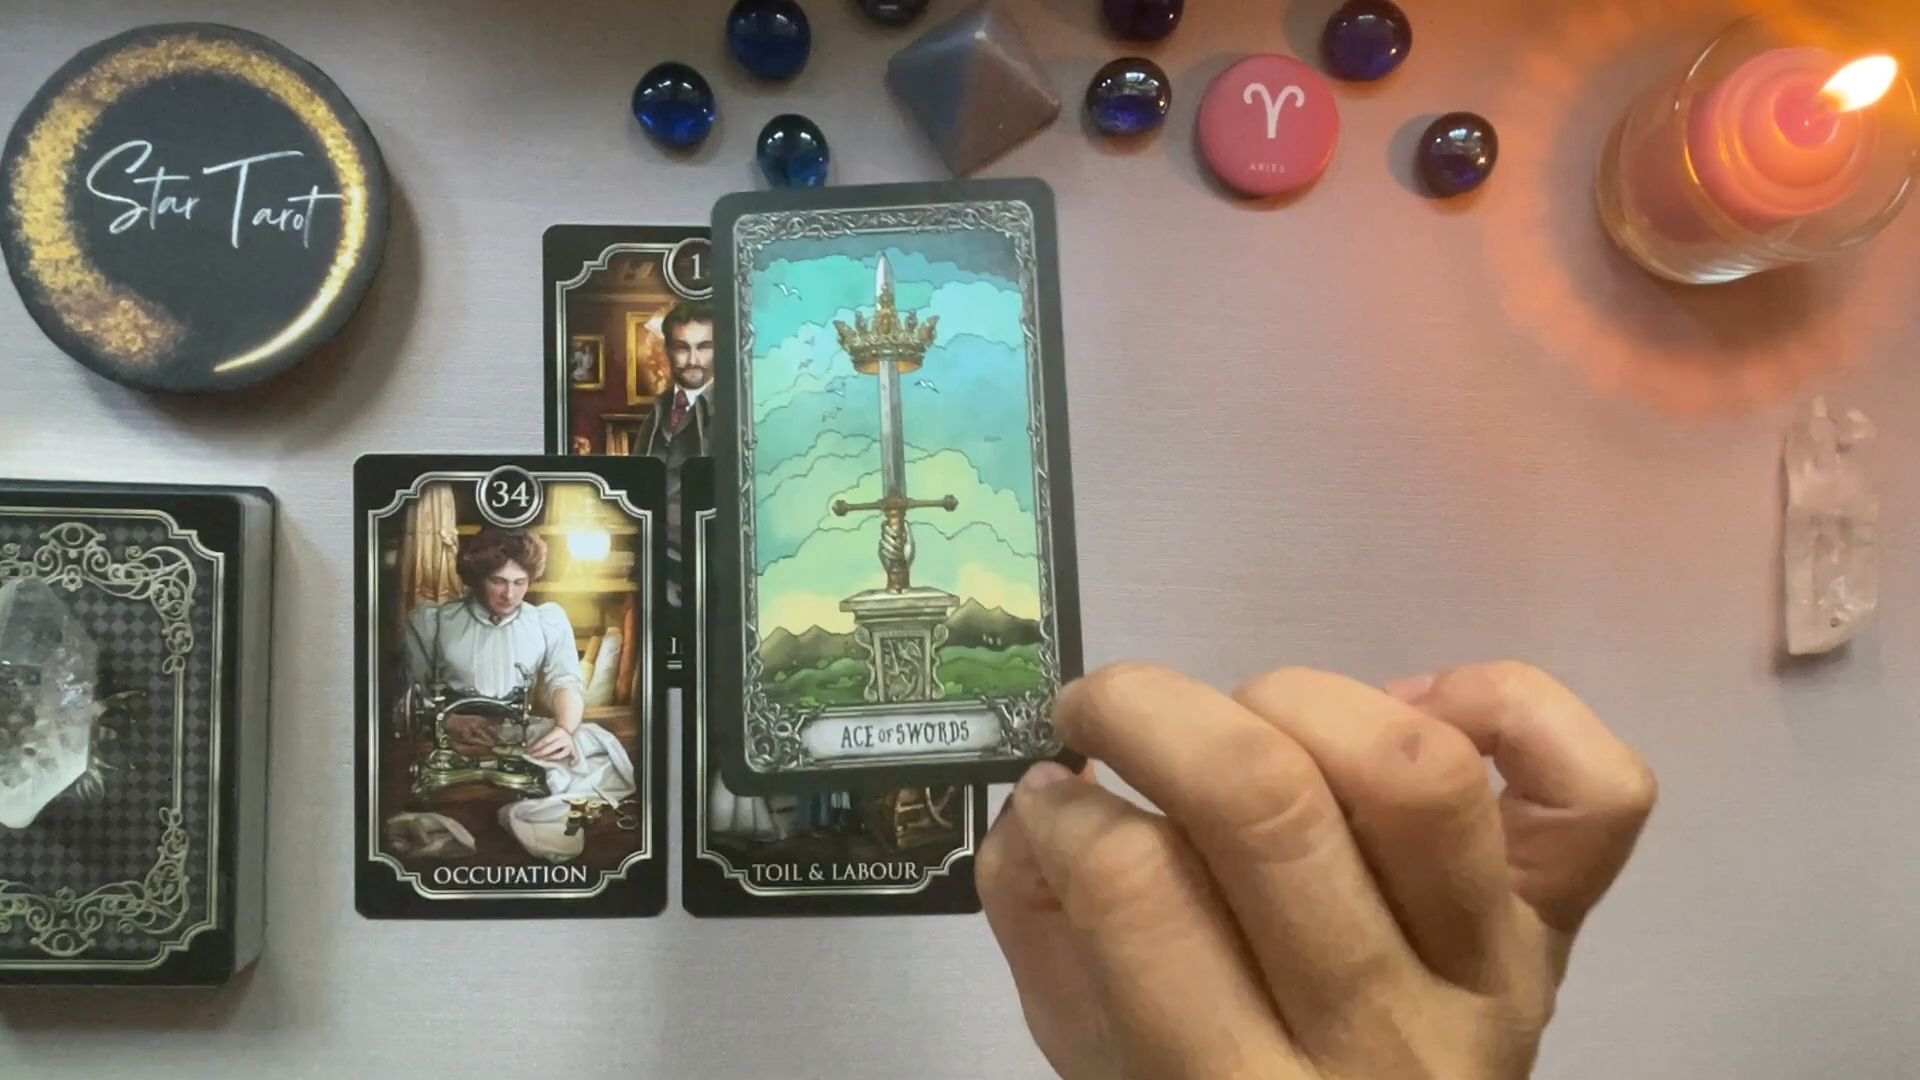 Star Tarot
ARIES
1
34
ACE OF SWORDS
OCCUPATION
TOIL & LABOUR